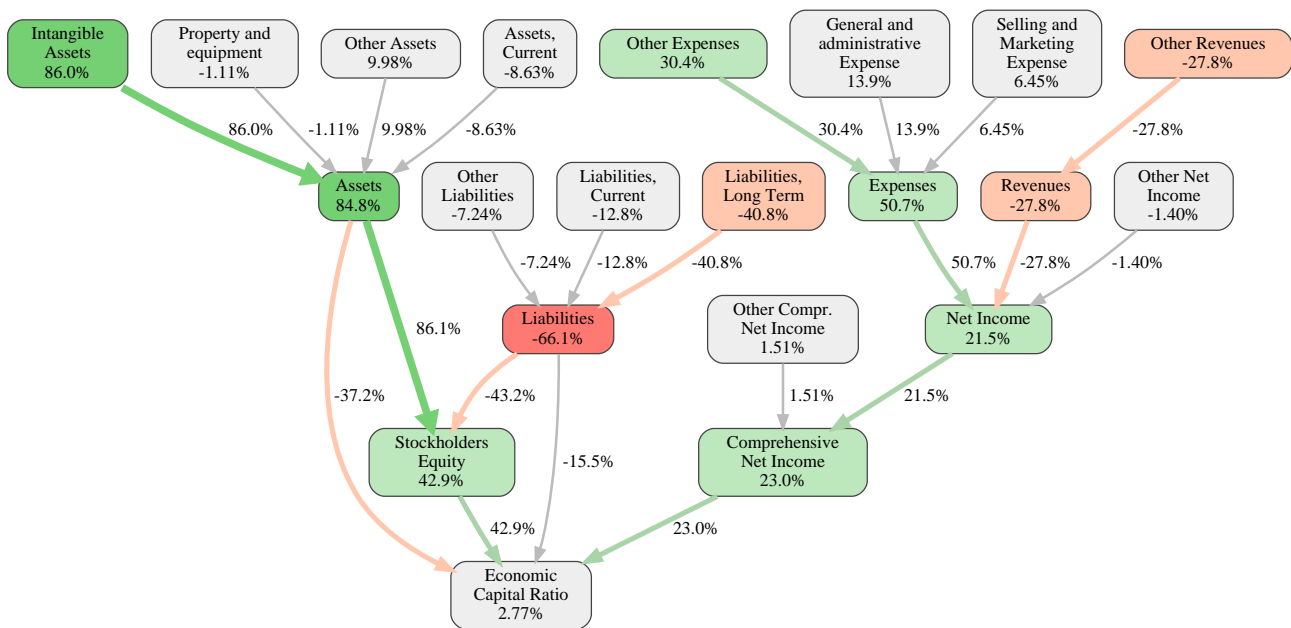 Intangible
Assets
86.0%
Property and
equipment
-1.11%
Other Assets
9.98%
Assets,
Current
-8.63%
Other Expenses
30.4%
General and
administrative
Expense
13.9%
Selling and
Marketing
Expense
6.45%
Other Revenues
-27.8%
86.0%
-1.11%
9.98%
-8.63%
30.4%
13.9%
6.45%
-27.8%
Assets
84.8%
Other
Liabilities
-7.24%
Liabilities,
Current
-12.8%
Liabilities,
Long Term
-40.8%
Expenses
50.7%
Revenues
-27.8%
Other Net
Income
-1.40%
-7.24%
-12.8%
-40.8%
50.7%
-27.8%
-1.40%
86.1%
Liabilities
-66.1%
Other Compr.
Net Income
1.51%
Net Income
21.5%
-37.2%
-43.2%
1.51%
21.5%
Stockholders
Equity
42.9%
-15.5%
Comprehensive
Net Income
23.0%
42.9%
23.0%
Economic
Capital Ratio
2.77%